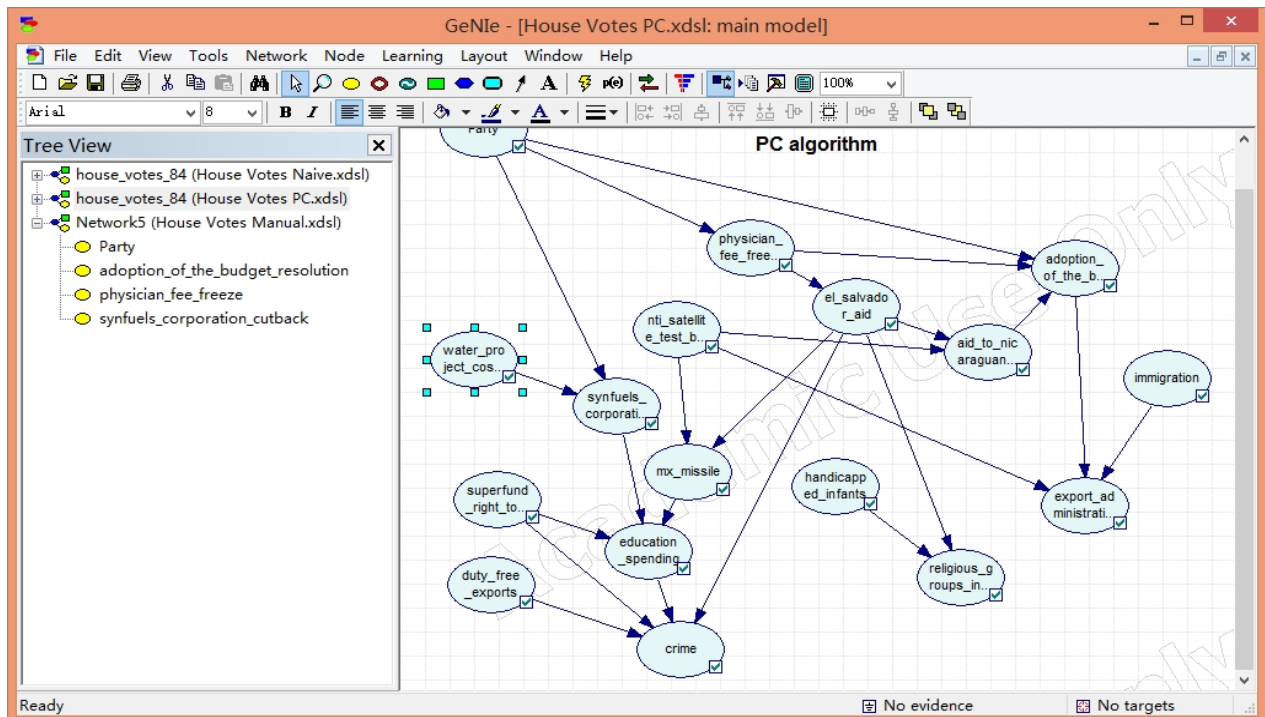 GeNIe - [House Votes PC.xdsl: main model]
File Edit View Tools Network Node Learning Layout Window Help
A p(e) 100%
Arial 8 B I A
Tree View
PC algorithm
house_votes_84 (House Votes Naive.xdsl)
house_votes_84 (House Votes PC.xdsl)
Network5 (House Votes Manual.xdsl)
Party
adoption_of_the_budget_resolution
physician_fee_freeze
synfuels_corporation_cutback
Party
physician_
fee_free..
adoption_
of_the_b..
el_salvado
r_aid
nti_satellit
e_test_b..
aid_to_nic
araguan..
water_pro
ject_cos..
immigration
synfuels_
corporati..
mx_missile
handicapp
ed_infants
superfund
_right_to..
export_ad
ministrati..
education
_spending
religious_g
roups_in..
duty_free
_exports
crime
Academic Use Only
Ready
No evidence
No targets